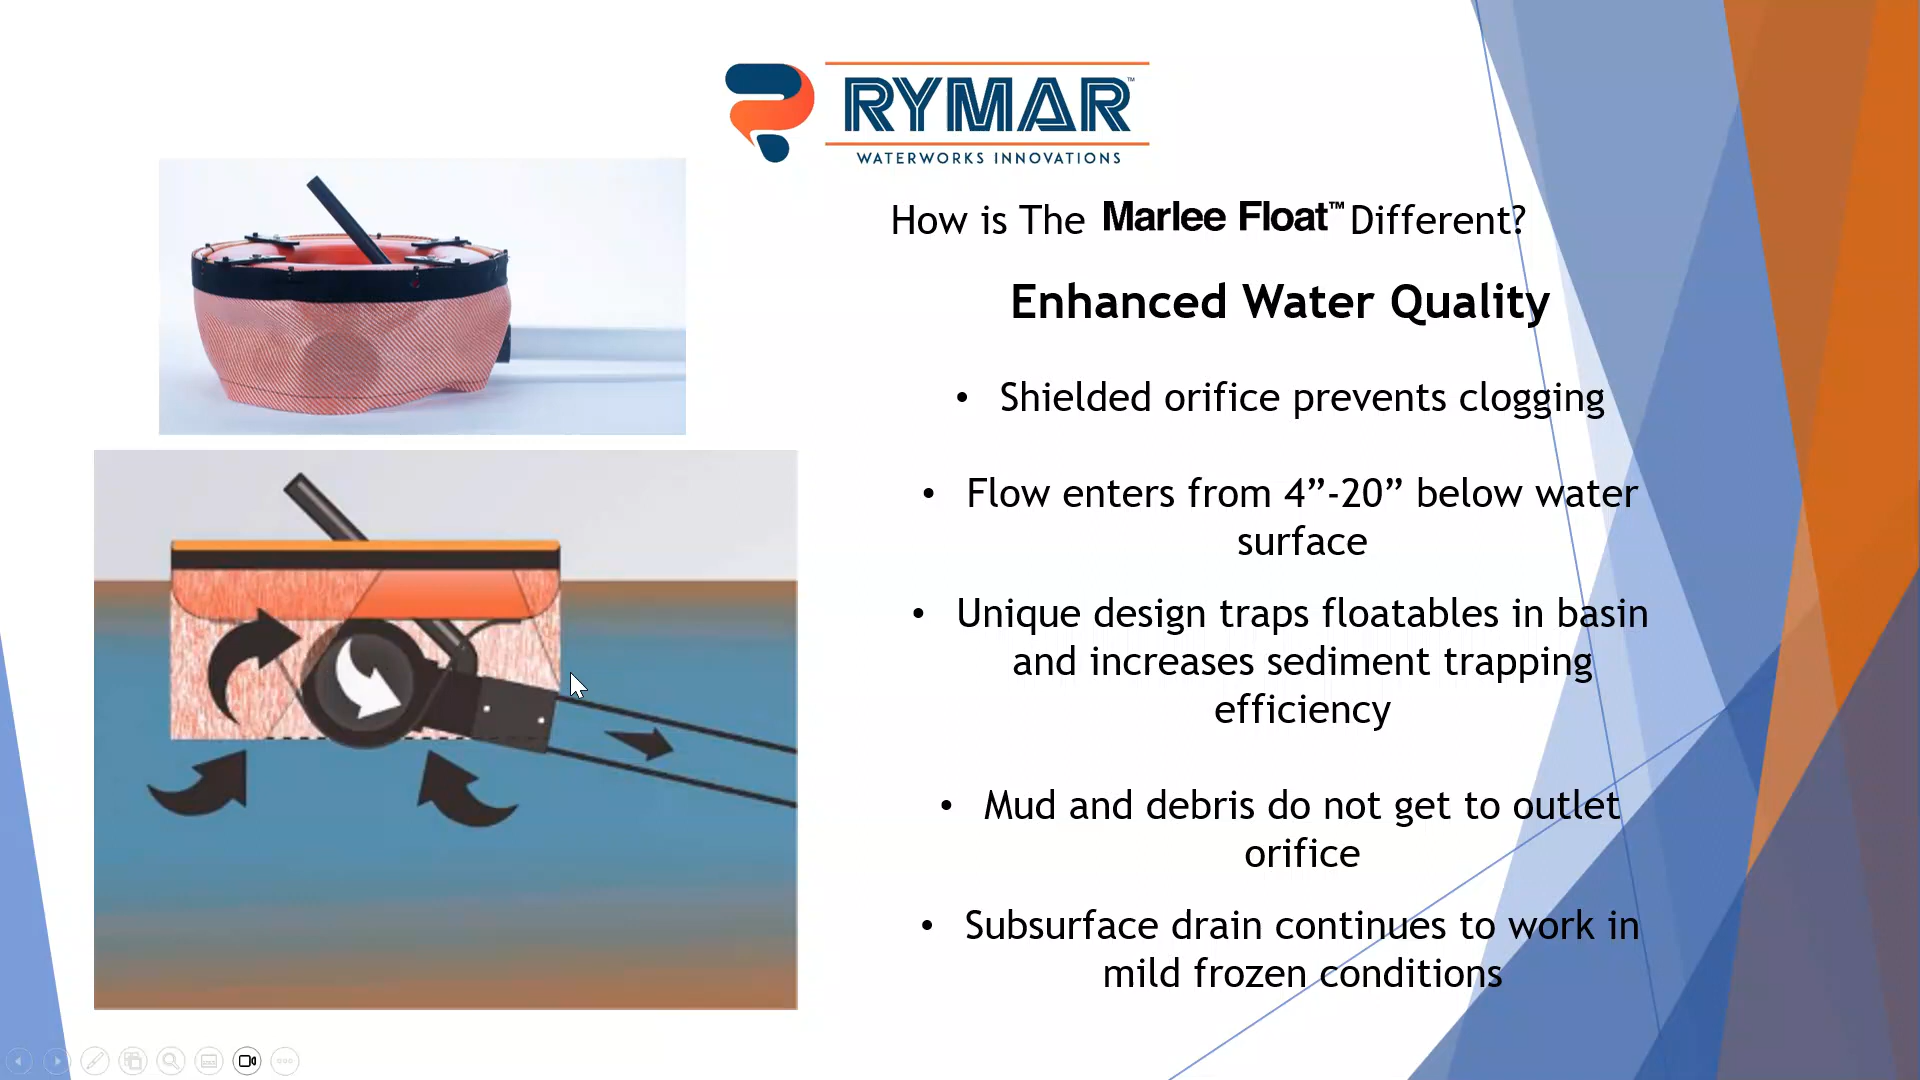 RYMAR™
WATERWORKS INNOVATIONS
How is The Marlee Float™ Different?
Enhanced Water Quality
• Shielded orifice prevents clogging
• Flow enters from 4”-20” below water
surface
• Unique design traps floatables in basin
and increases sediment trapping
efficiency
• Mud and debris do not get to outlet
orifice
• Subsurface drain continues to work in
mild frozen conditions